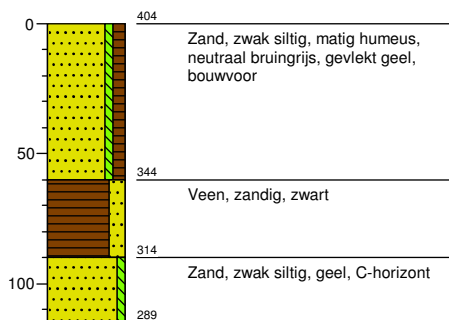 0
404
Zand, zwak siltig, matig humeus,
neutraal bruingrijs, gevlekt geel,
bouwvoor
50
344
Veen, zandig, zwart
314
Zand, zwak siltig, geel, C-horizont
100
289